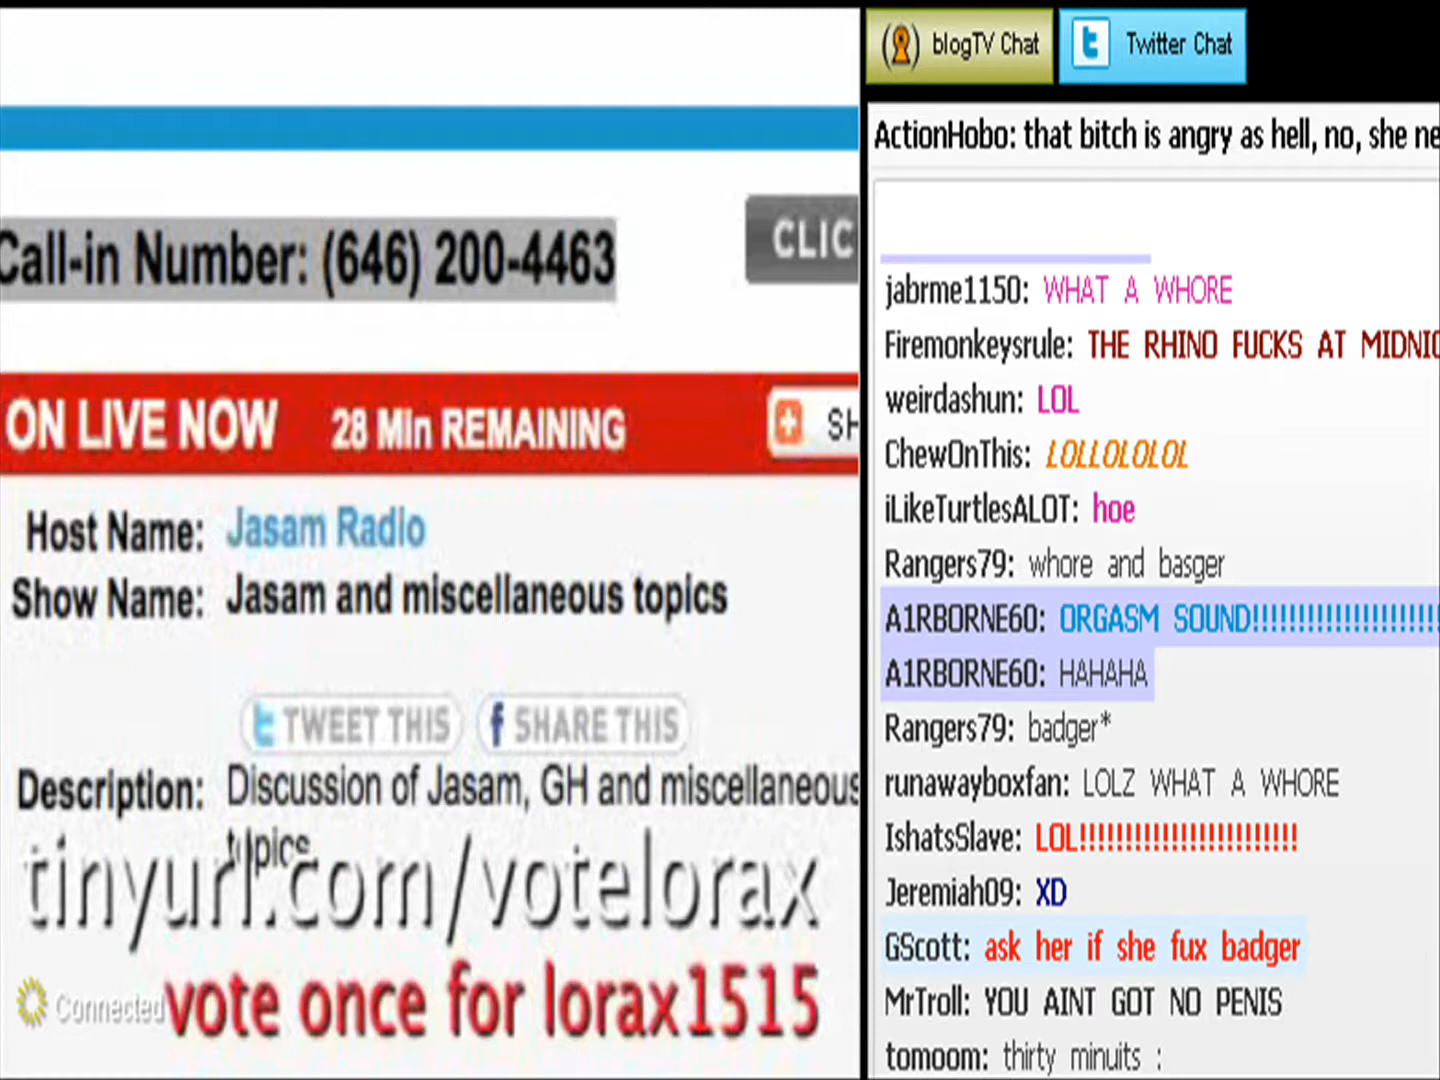 Call-in Number: (646) 200-4463
CLIC
ON LIVE NOW 28 Min REMAINING
SH
Host Name: Jasam Radio
Show Name: Jasam and miscellaneous topics
TWEET THIS
SHARE THIS
Description: Discussion of Jasam, GH and miscellaneous
topics.
tinyurl.com/votelorax
Connected
vote once for lorax1515
blogTV Chat
Twitter Chat
ActionHobo: that bitch is angry as hell, no, she ne
jabrme1150: WHAT A WHORE
Firemonkeysrule: THE RHINO FUCKS AT MIDNIG
weirdashun: LOL
ChewOnThis: LOLLOLOLOL
iLikeTurtlesALOT: hoe
Rangers79: whore and basger
A1RBORNE60: ORGASM SOUND!!!!!!!!!!!!!!!!!!!!!
A1RBORNE60: HAHAHA
Rangers79: badger*
runawayboxfan: LOLZ WHAT A WHORE
IshatsSlave: LOL!!!!!!!!!!!!!!!!!!!!!!!!
Jeremiah09: XD
GScott: ask her if she fux badger
MrTroll: YOU AINT GOT NO PENIS
tomoom: thirty minuits :